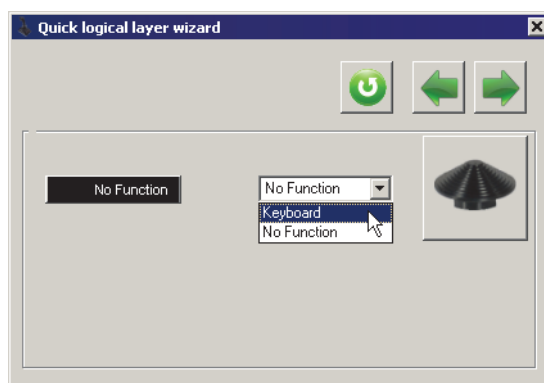 Quick logical layer wizard
No Function
No Function
Keyboard
No Function